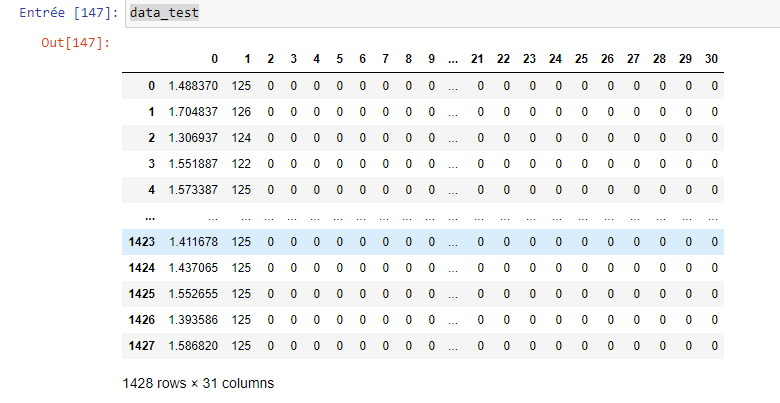 Entrée [147]: data_test
Out[147]:
0 1 2 3 4 5 6 7 8 9 ... 21 22 23 24 25 26 27 28 29 30
0 1.488370 125 0 0 0 0 0 0 0 0 ... 0 0 0 0 0 0 0 0 0 0
1 1.704837 126 0 0 0 0 0 0 0 0 ... 0 0 0 0 0 0 0 0 0 0
2 1.306937 124 0 0 0 0 0 0 0 0 ... 0 0 0 0 0 0 0 0 0 0
3 1.551887 122 0 0 0 0 0 0 0 0 ... 0 0 0 0 0 0 0 0 0 0
4 1.573387 125 0 0 0 0 0 0 0 0 ... 0 0 0 0 0 0 0 0 0 0
... ... ... ... ... ... ... ... ... ... ... ... ... ... ... ... ... ... ... ... ... ... ...
1423 1.411678 125 0 0 0 0 0 0 0 0 ... 0 0 0 0 0 0 0 0 0 0
1424 1.437065 125 0 0 0 0 0 0 0 0 ... 0 0 0 0 0 0 0 0 0 0
1425 1.552655 125 0 0 0 0 0 0 0 0 ... 0 0 0 0 0 0 0 0 0 0
1426 1.393586 125 0 0 0 0 0 0 0 0 ... 0 0 0 0 0 0 0 0 0 0
1427 1.586820 125 0 0 0 0 0 0 0 0 ... 0 0 0 0 0 0 0 0 0 0
1428 rows × 31 columns